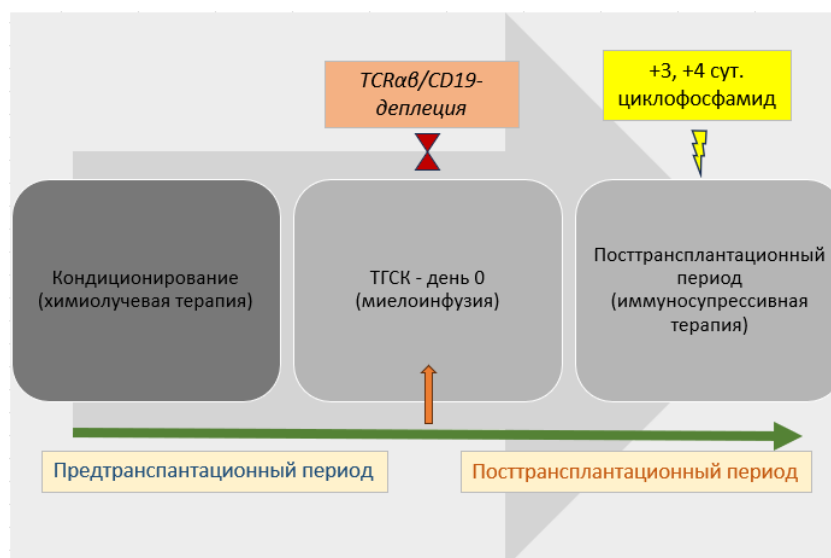 TCRαβ/CD19-
деплеция
+3, +4 сут.
циклофосфамид
Кондиционирование
(химиолучевая терапия)
ТГСК - день 0
(миелоинфузия)
Посттрансплантационный
период
(иммуносупрессивная
терапия)
Предтранспантационный период
Посттрансплантационный период